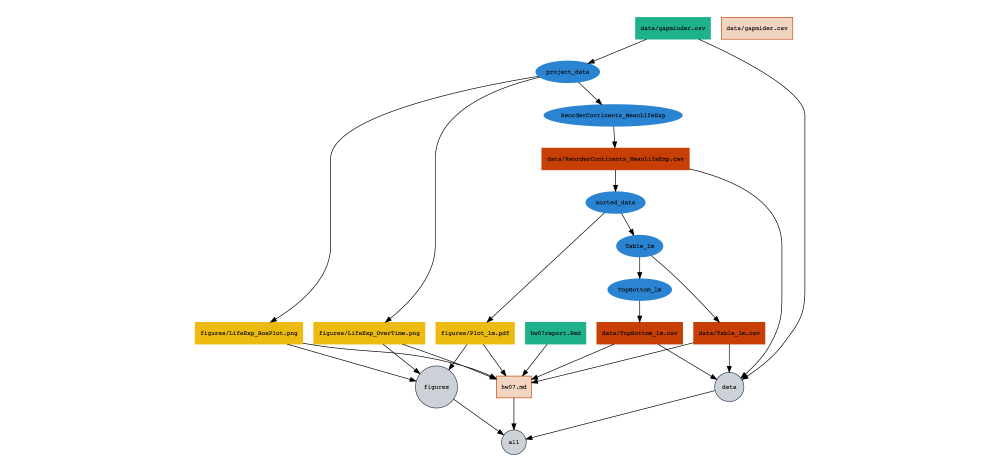 data/gapminder.csv
data/gapmider.csv
project_data
ReorderContinents_MeanLifeExp
data/ReorderContinents_MeanLifeExp.csv
sorted_data
Table_lm
TopBottom_lm
figures/LifeExp_BoxPlot.png
figures/LifeExp_OverTime.png
figures/Plot_lm.pdf
hw07report.Rmd
data/TopBottom_lm.csv
data/Table_lm.csv
figures
hw07.md
data
all